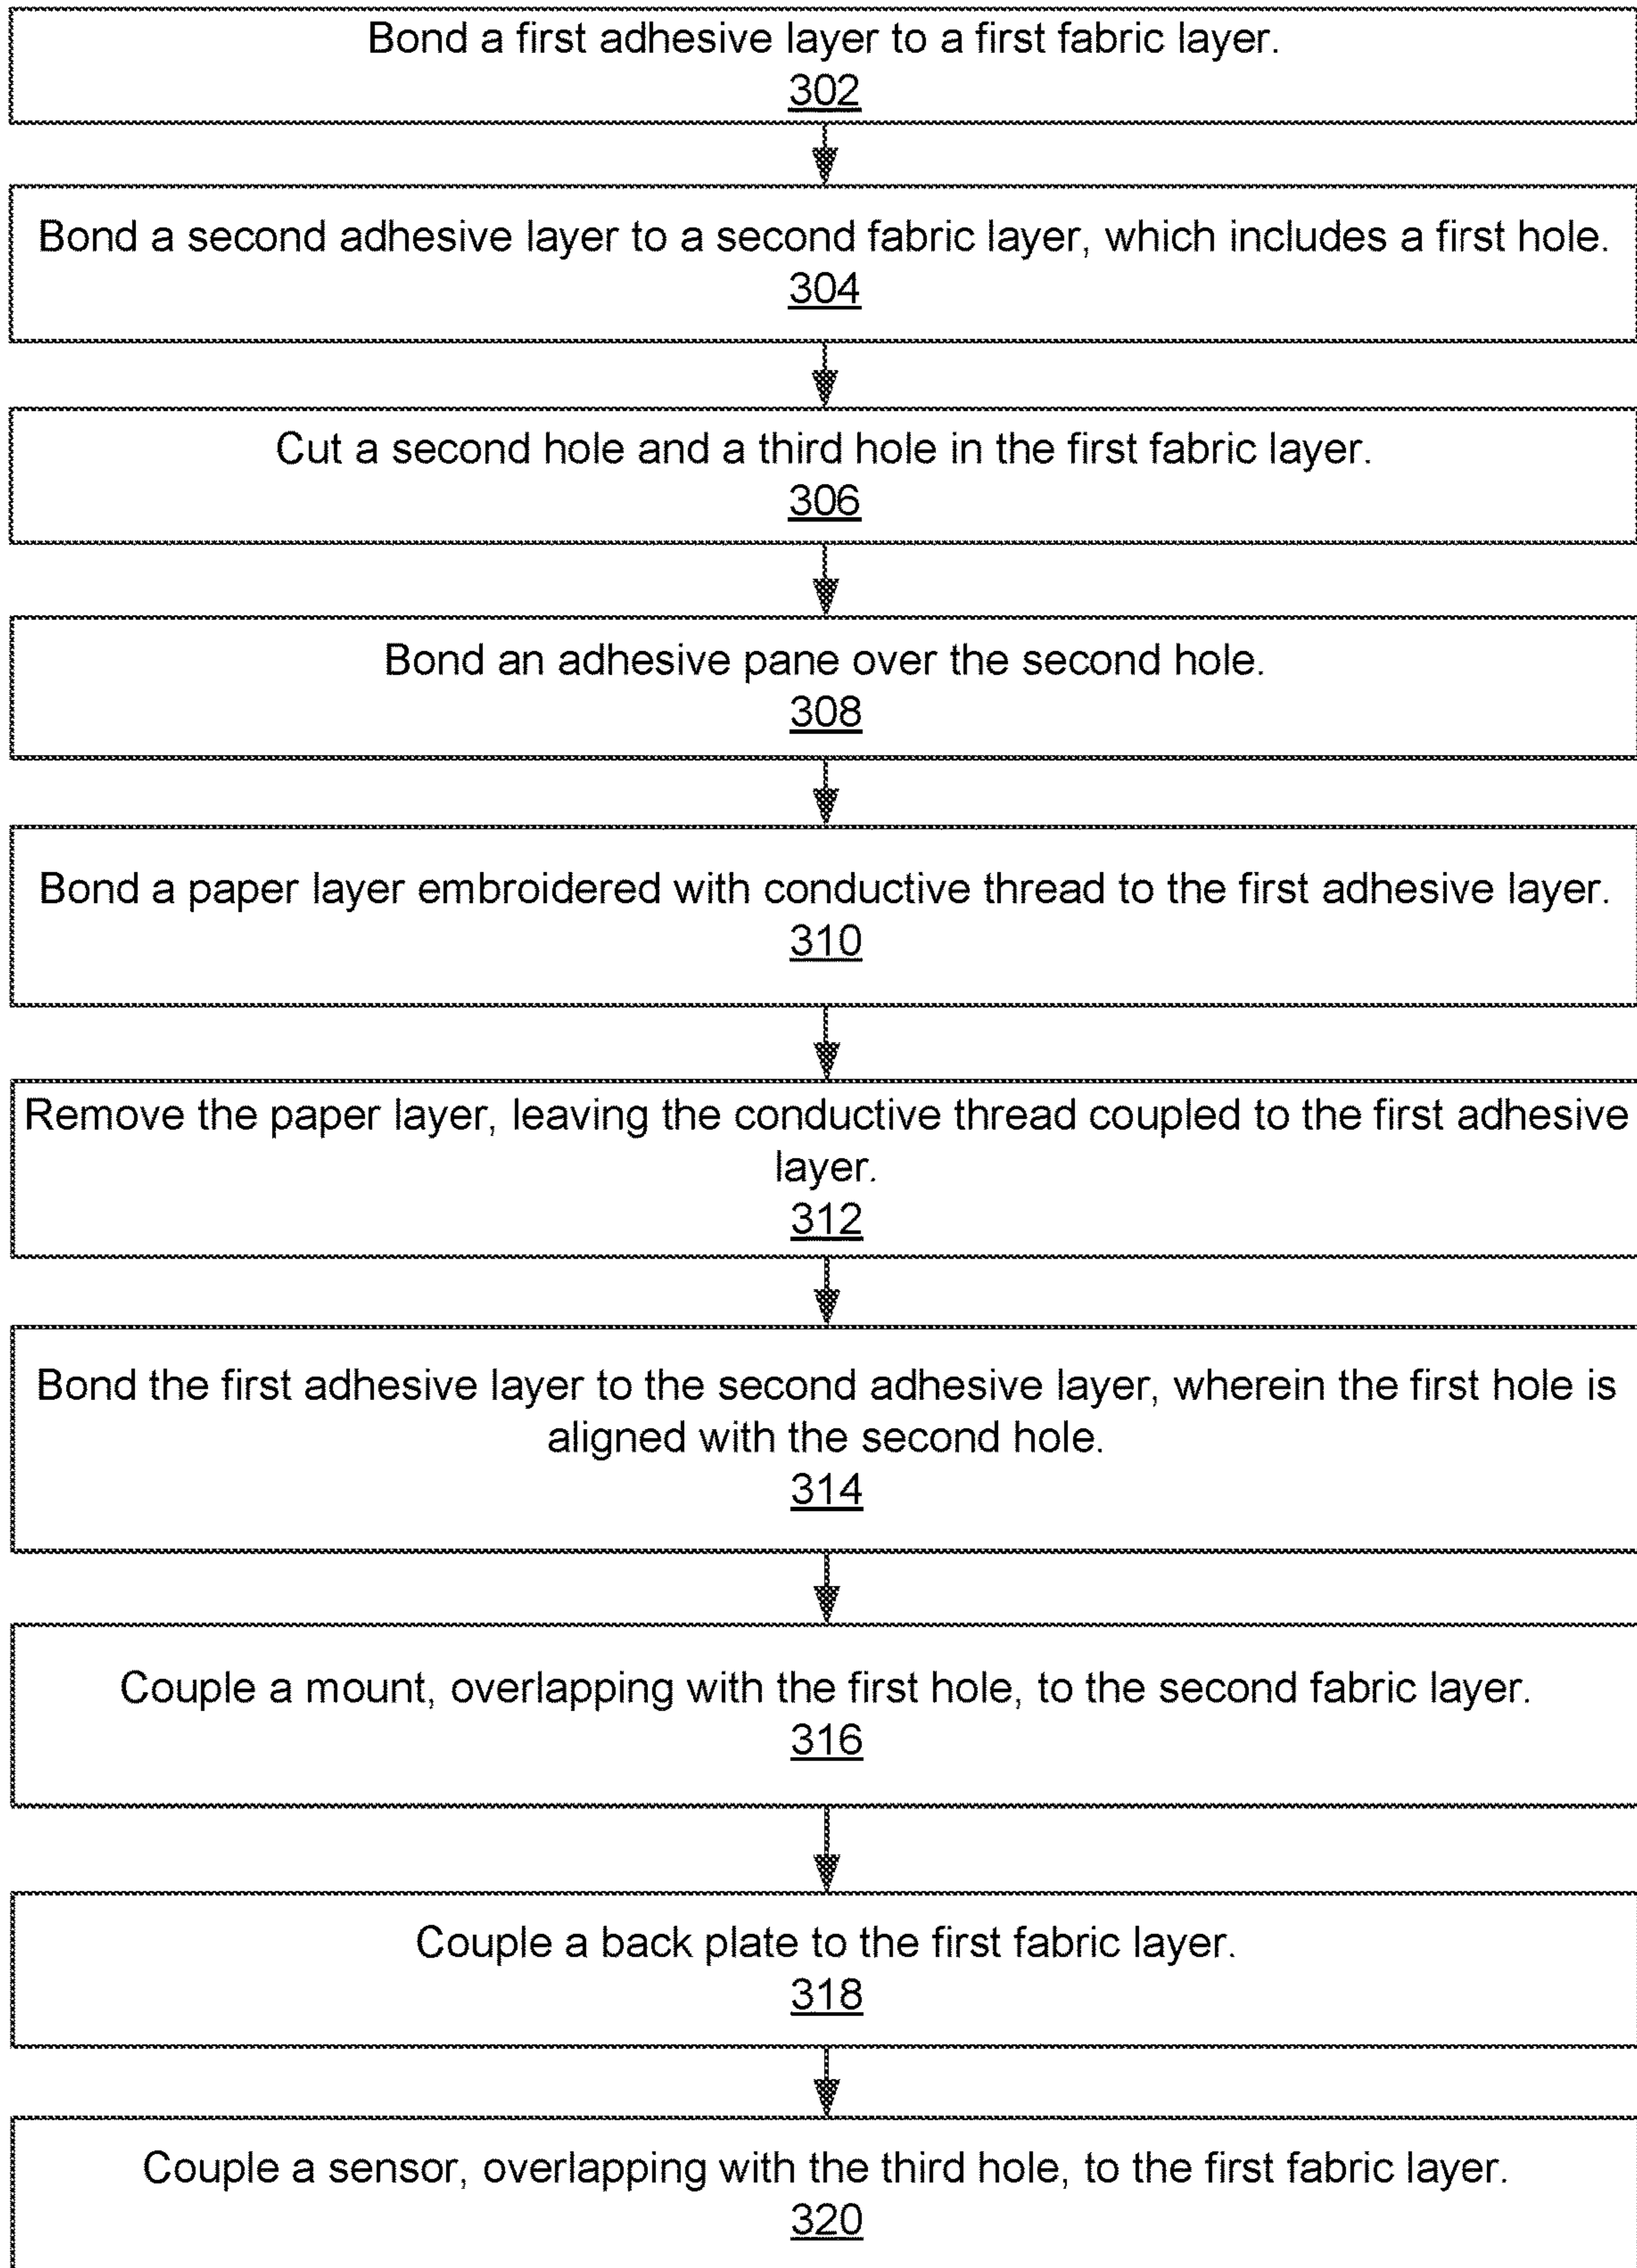 Bond a first adhesive layer to a first fabric layer.
302
Bond a second adhesive layer to a second fabric layer, which includes a first hole.
304
Cut a second hole and a third hole in the first fabric layer.
306
Bond an adhesive pane over the second hole.
308
Bond a paper layer embroidered with conductive thread to the first adhesive layer.
310
Remove the paper layer, leaving the conductive thread coupled to the first adhesive
layer.
312
Bond the first adhesive layer to the second adhesive layer, wherein the first hole is
aligned with the second hole.
314
Couple a mount, overlapping with the first hole, to the second fabric layer.
316
Couple a back plate to the first fabric layer.
318
Couple a sensor, overlapping with the third hole, to the first fabric layer.
320